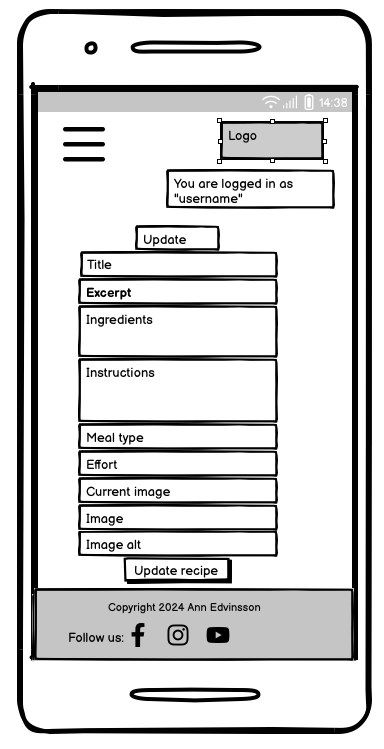 14:38
Logo
You are logged in as
"username"
Update
Title
Excerpt
Ingredients
Instructions
Meal type
Effort
Current image
Image
Image alt
Update recipe
Copyright 2024 Ann Edvinsson
Follow us: